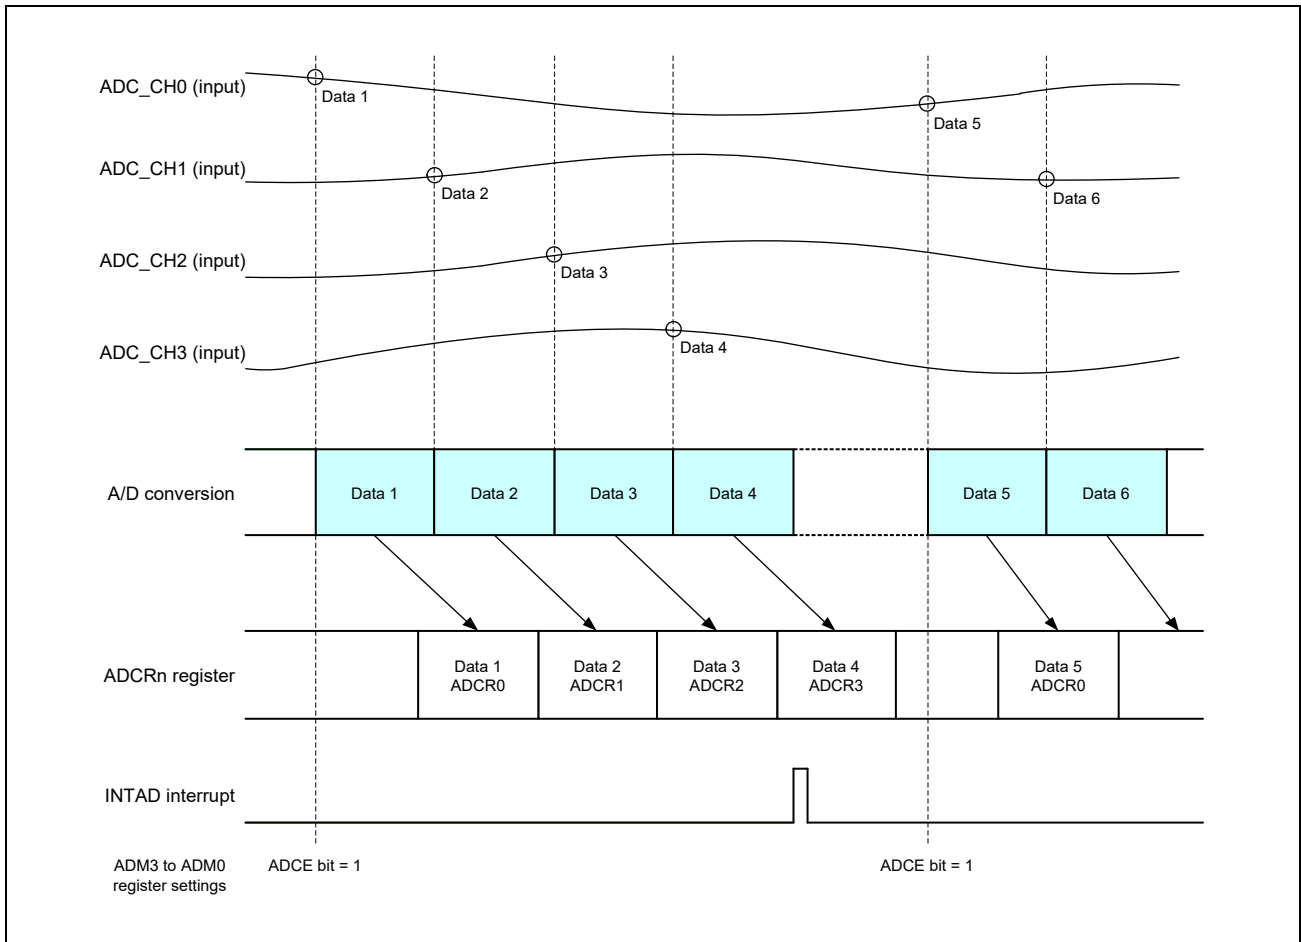 ADC_CH0 (input)
Data 1
Data 5
ADC_CH1 (input)
Data 2
Data 6
ADC_CH2 (input)
Data 3
ADC_CH3 (input)
Data 4
A/D conversion
Data 1
Data 2
Data 3
Data 4
Data 5
Data 6
ADCRn register
Data 1
ADCR0
Data 2
ADCR1
Data 3
ADCR2
Data 4
ADCR3
Data 5
ADCR0
INTAD interrupt
ADM3 to ADM0
register settings
ADCE bit = 1
ADCE bit = 1